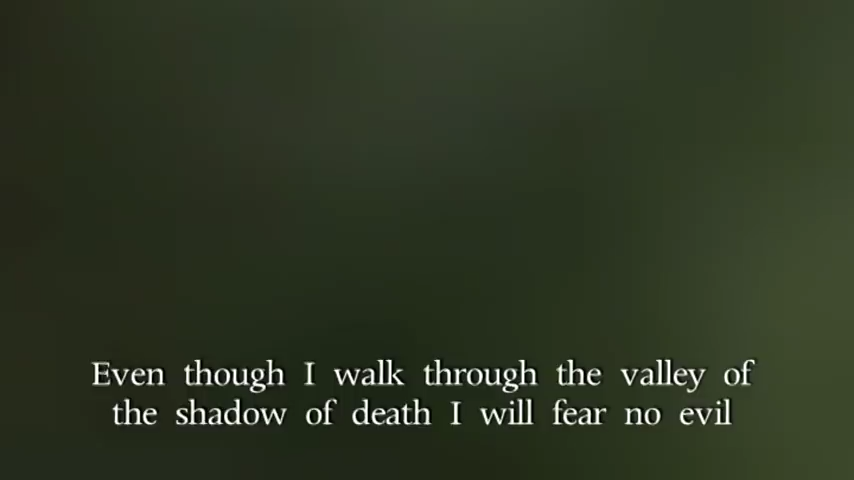 Even though I walk through the valley of
the shadow of death I will fear no evil